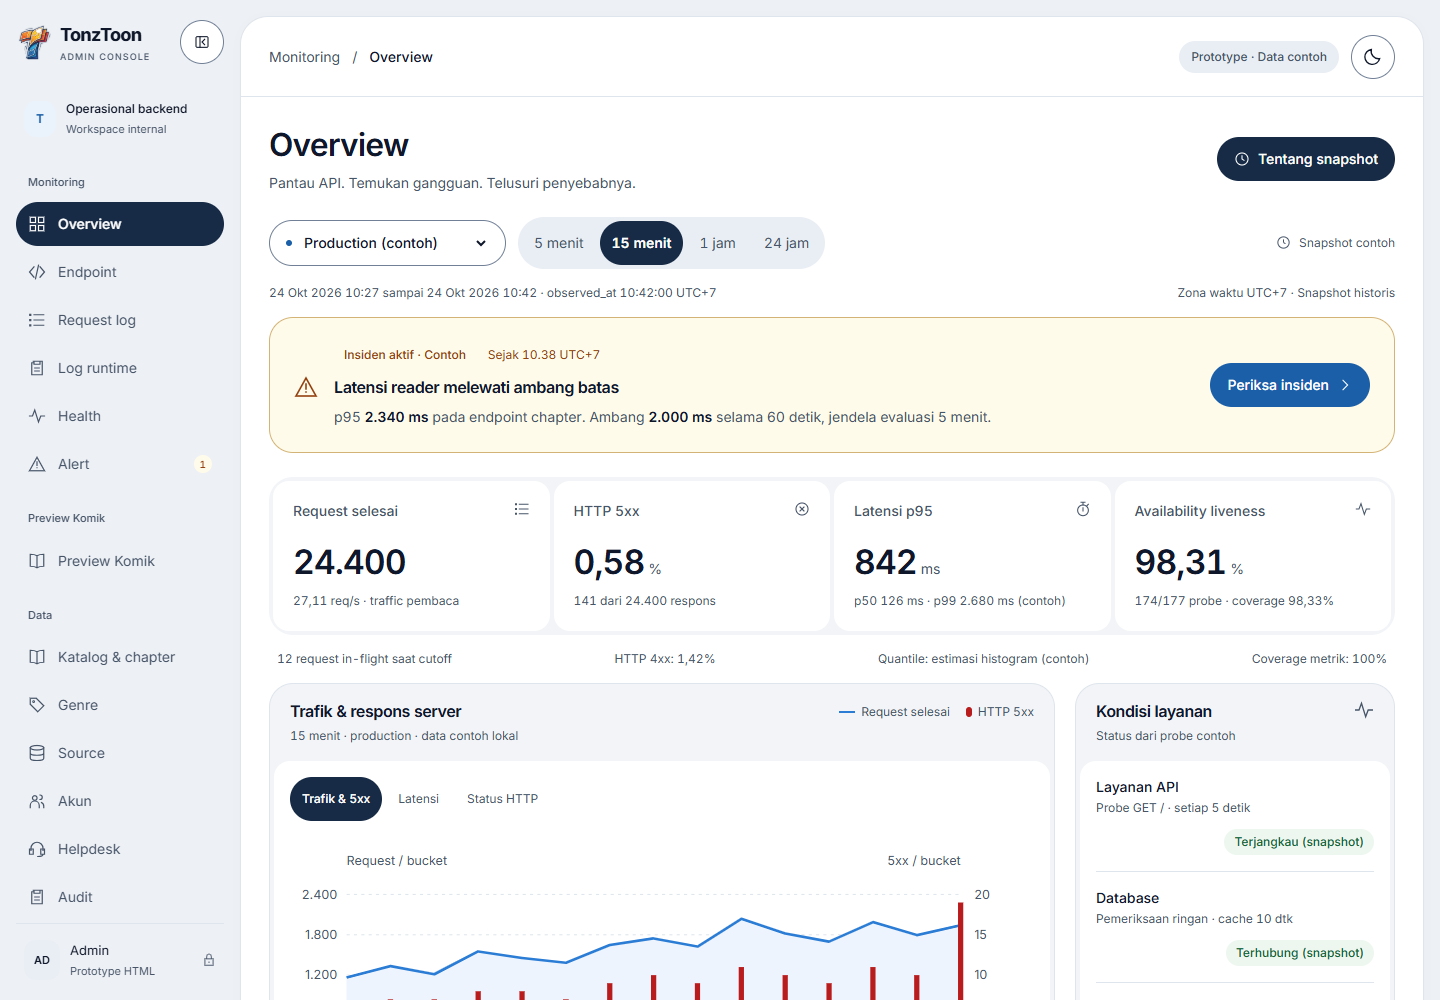 TonzToon
ADMIN CONSOLE
T
Operasional backend
Workspace internal
Monitoring
Overview
Endpoint
Request log
Log runtime
Health
Alert
1
Preview Komik
Preview Komik
Data
Katalog & chapter
Genre
Source
Akun
Helpdesk
Audit
AD
Admin
Prototype HTML
Monitoring / Overview
Prototype · Data contoh
Overview
Pantau API. Temukan gangguan. Telusuri penyebabnya.
Tentang snapshot
Production (contoh)
5 menit
15 menit
1 jam
24 jam
Snapshot contoh
24 Okt 2026 10:27 sampai 24 Okt 2026 10:42 · observed_at 10:42:00 UTC+7
Zona waktu UTC+7 · Snapshot historis
Insiden aktif · Contoh
Sejak 10.38 UTC+7
Latensi reader melewati ambang batas
p95 2.340 ms pada endpoint chapter. Ambang 2.000 ms selama 60 detik, jendela evaluasi 5 menit.
Periksa insiden
Request selesai
24.400
27,11 req/s · traffic pembaca
HTTP 5xx
0,58 %
141 dari 24.400 respons
Latensi p95
842 ms
p50 126 ms · p99 2.680 ms (contoh)
Availability liveness
98,31 %
174/177 probe · coverage 98,33%
12 request in-flight saat cutoff
HTTP 4xx: 1,42%
Quantile: estimasi histogram (contoh)
Coverage metrik: 100%
Trafik & respons server
15 menit · production · data contoh lokal
Request selesai
HTTP 5xx
Trafik & 5xx
Latensi
Status HTTP
Request / bucket
5xx / bucket
2.400
20
1.800
15
1.200
10
Kondisi layanan
Status dari probe contoh
Layanan API
Probe GET / · setiap 5 detik
Terjangkau (snapshot)
Database
Pemeriksaan ringan · cache 10 dtk
Terhubung (snapshot)